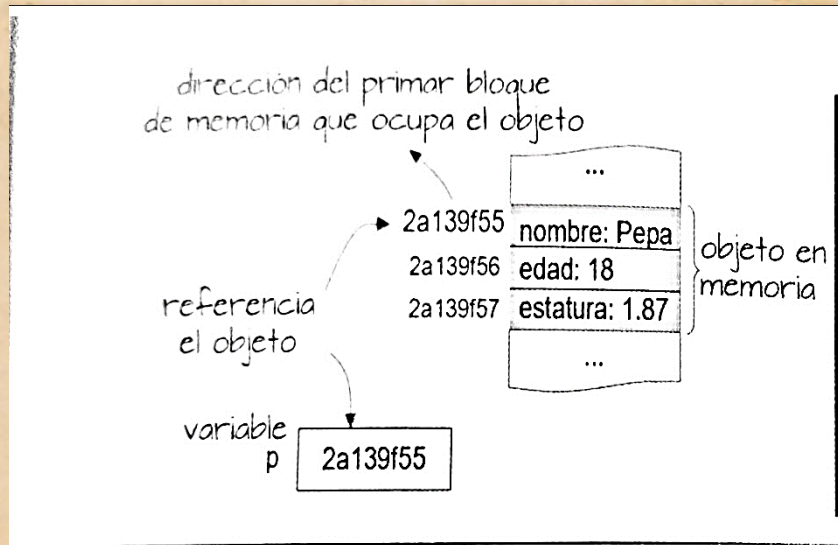 dirección del primar bloque
de memoria que ocupa el objeto
...
2a139f55 nombre: Pepa
2a139f56 edad: 18
2a139f57 estatura: 1.87
...
objeto en
memoria
referencia
el objeto
variable
p 2a139f55